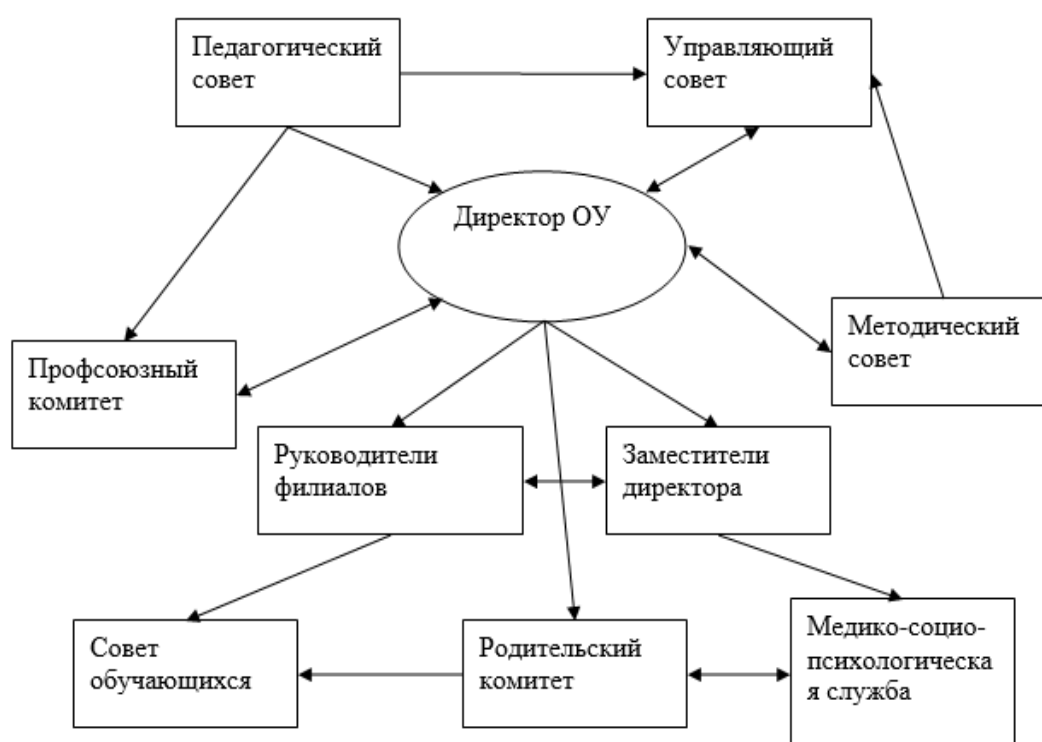 Педагогический
совет
Управляющий
совет
Директор ОУ
Методический
совет
Профсоюзный
комитет
Руководители
филиалов
Заместители
директора
Совет
обучающихся
Родительский
комитет
Медико-социо-
психологическа
я служба